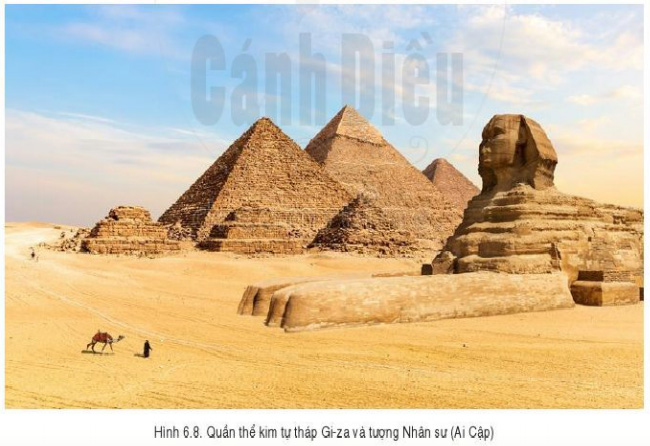 Cánh Diều
Hình 6.8. Quần thể kim tự tháp Gi-za và tượng Nhân sư (Ai Cập)